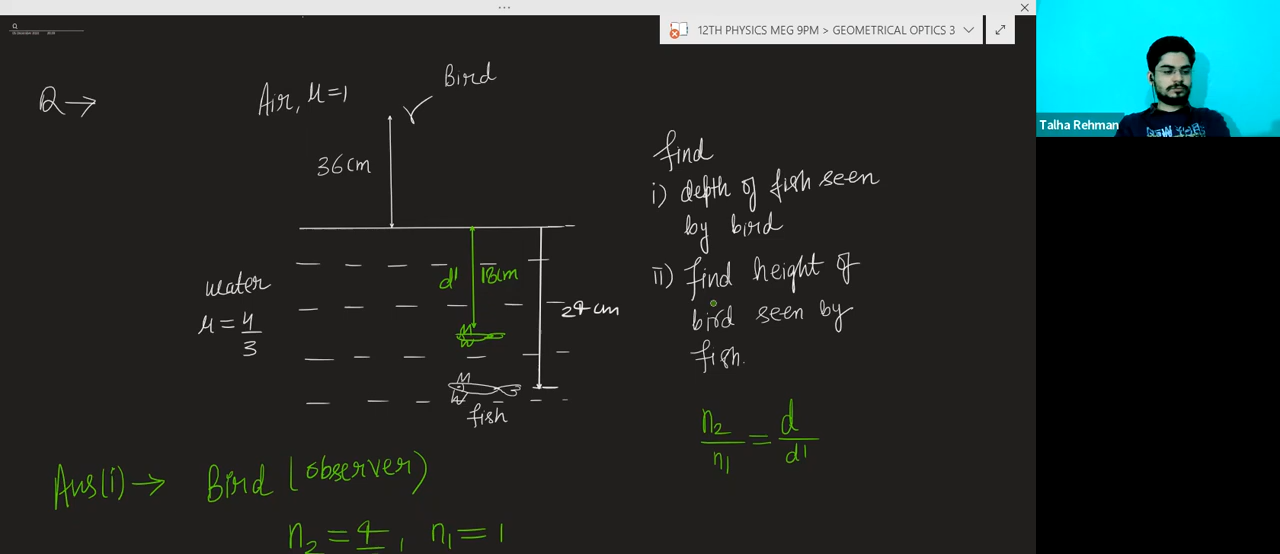 12TH PHYSICS MEG 9PM > GEOMETRICAL OPTICS 3
Talha Rehman
Q →
Air, μ = 1
Bird
36 cm
water
μ = 4/3
d'
18cm
24 cm
fish
find
i) depth of fish seen
by bird
ii) find height of
bird seen by
fish.
n2/n1 = d/d'
Ans(i) → Bird (observer)
n2 = 4, n1 = 1